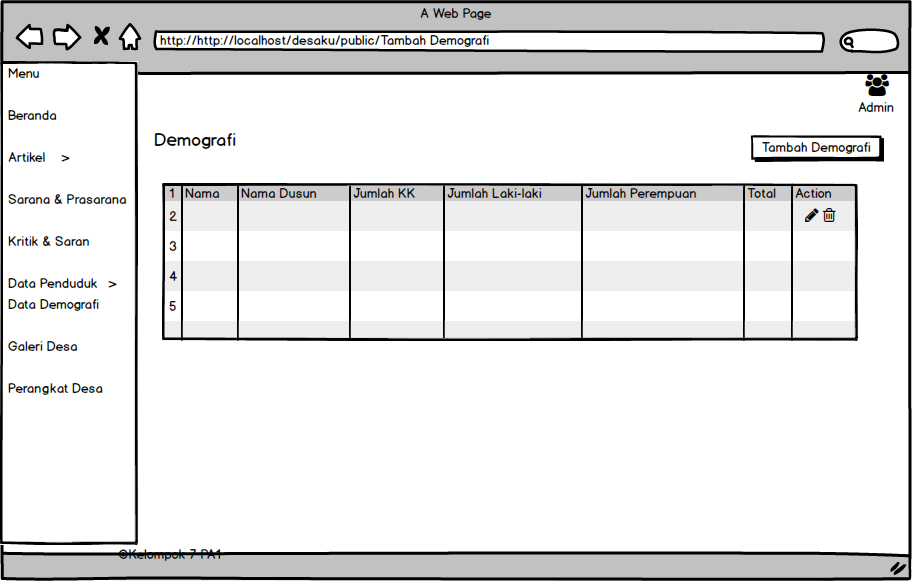 A Web Page
http://http://localhost/desaku/public/Tambah Demografi
Menu
Admin
Beranda
Demografi
Tambah Demografi
Artikel >
1 Nama Nama Dusun Jumlah KK Jumlah Laki-laki Jumlah Perempuan Total Action
Sarana & Prasarana
2
Kritik & Saran
3
4
Data Penduduk >
Data Demografi
5
Galeri Desa
Perangkat Desa
©Kelompok 7 PA1